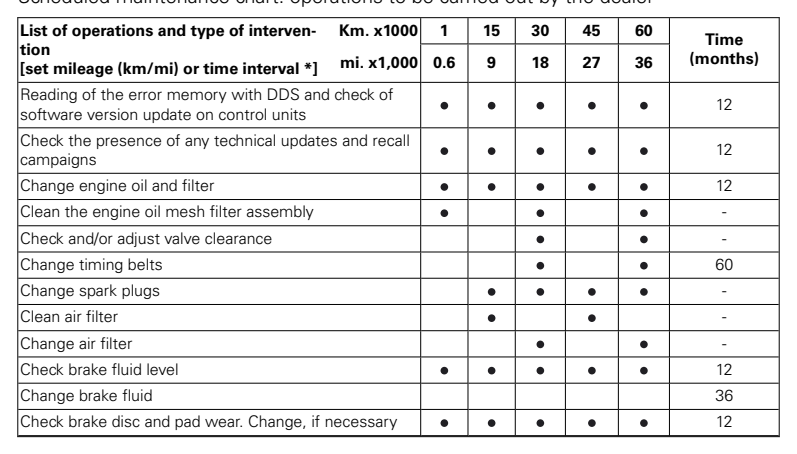 Scheduled maintenance chart: operations to be carried out by the dealer
List of operations and type of interven- Km. x1000 1 15 30 45 60 Time
tion
[set mileage (km/mi) or time interval *] mi. x1,000 0.6 9 18 27 36 (months)
Reading of the error memory with DDS and check of
software version update on control units ● ● ● ● ● 12
Check the presence of any technical updates and recall
campaigns ● ● ● ● ● 12
Change engine oil and filter ● ● ● ● ● 12
Clean the engine oil mesh filter assembly ● ● ● -
Check and/or adjust valve clearance ● ● -
Change timing belts ● ● 60
Change spark plugs ● ● ● ● -
Clean air filter ● ● -
Change air filter ● ● -
Check brake fluid level ● ● ● ● ● 12
Change brake fluid 36
Check brake disc and pad wear. Change, if necessary ● ● ● ● ● 12